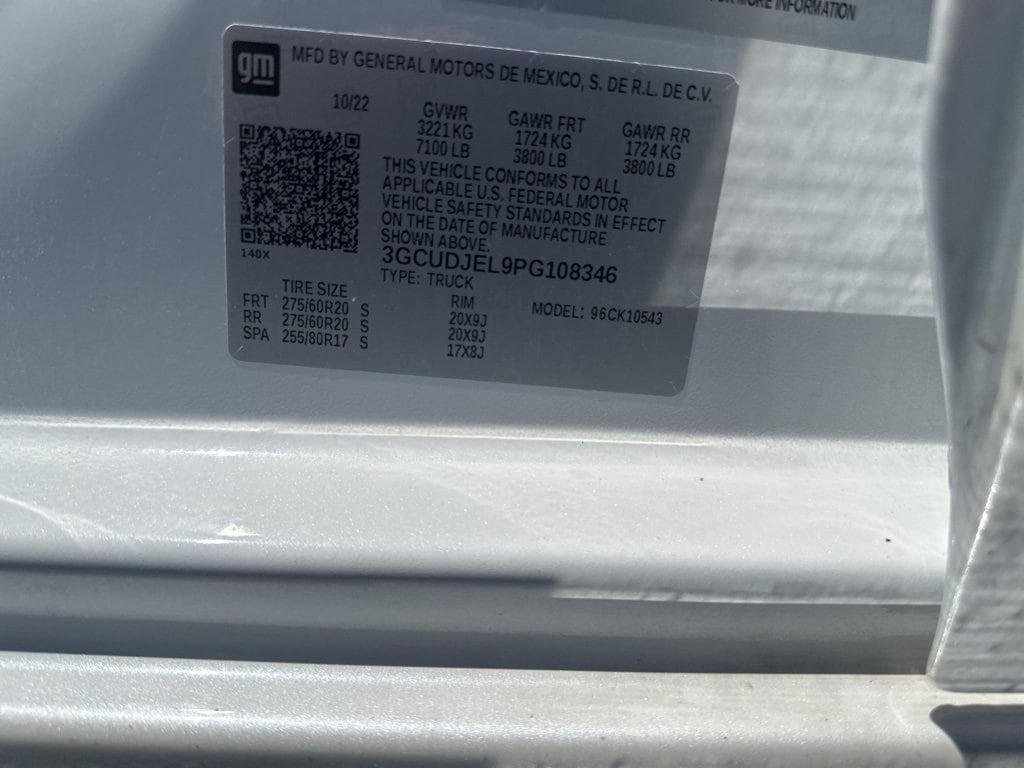 FOR MORE INFORMATION
gm
MFD BY GENERAL MOTORS DE MEXICO, S. DE R.L. DE C.V.
10/22 GVWR GAWR FRT GAWR RR
3221 KG 1724 KG 1724 KG
7100 LB 3800 LB 3800 LB
THIS VEHICLE CONFORMS TO ALL
APPLICABLE U.S. FEDERAL MOTOR
VEHICLE SAFETY STANDARDS IN EFFECT
ON THE DATE OF MANUFACTURE
SHOWN ABOVE.
140X
3GCUDJEL9PG108346
TYPE: TRUCK
TIRE SIZE RIM MODEL: 96CK10543
FRT 275/60R20 S 20X9J
RR 275/60R20 S 20X9J
SPA 255/80R17 S 17X8J